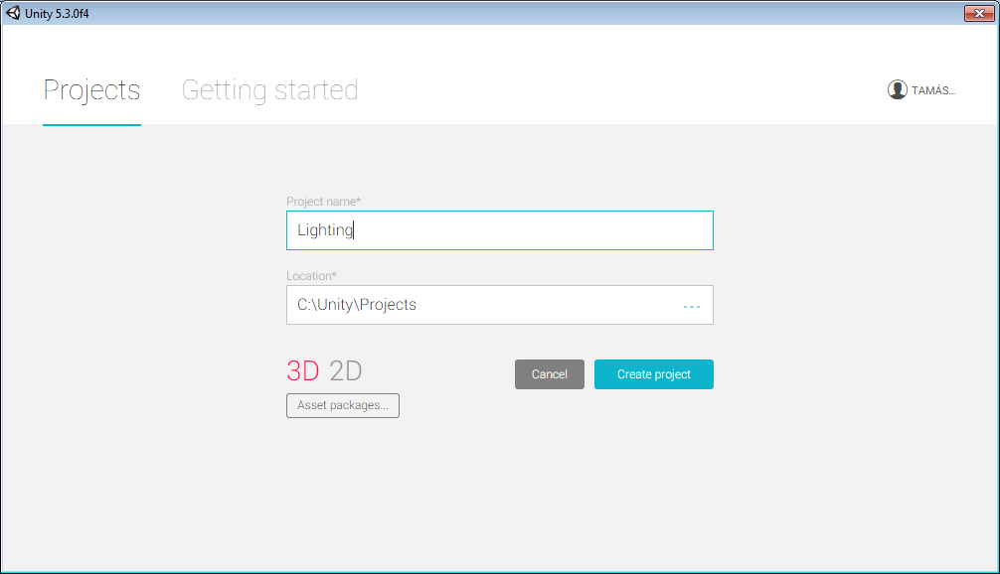 Unity 5.3.0f4
Projects Getting started TAMÁS...
Project name*
Lighting
Location*
C:\Unity\Projects ...
3D 2D Cancel Create project
Asset packages...